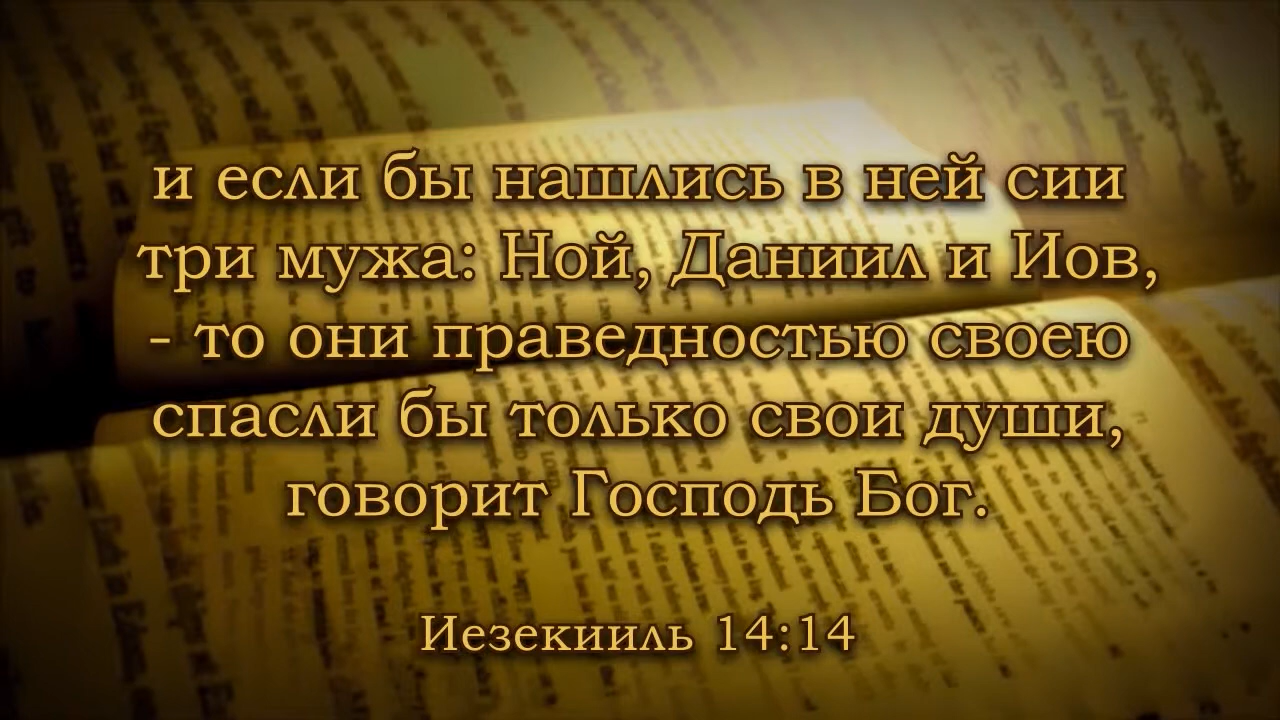 и если бы нашлись в ней сии
три мужа: Ной, Даниил и Иов,
- то они праведностью своею
спасли бы только свои души,
говорит Господь Бог.
Иезекииль 14:14